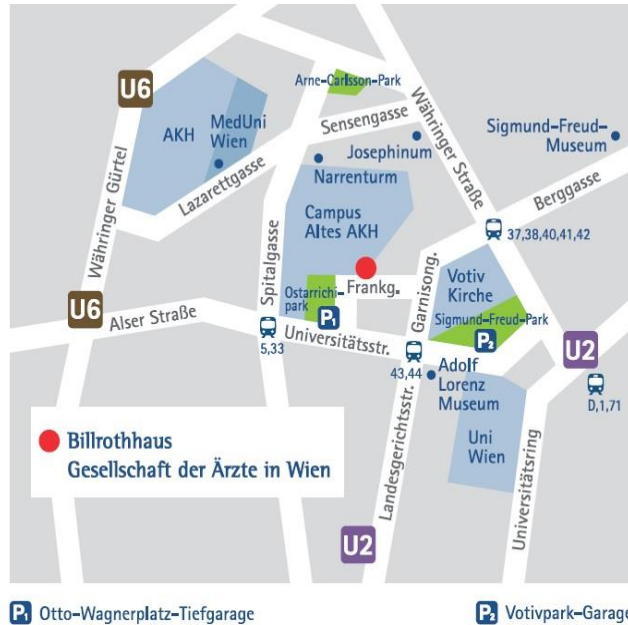 Arne-Carlsson-Park
U6
Währinger Straße
AKH
MedUni
Wien
Sensengasse
Sigmund-Freud-
Museum
Josephinum
Narrenturm
Lazarettgasse
Berggasse
Währinger Gürtel
Campus
Altes AKH
37,38,40,41,42
Spitalgasse
Garnisong.
Votiv
Kirche
Ostarrichi-
park
Frankg.
U6
Alser Straße
P1
Sigmund-Freud-Park
P2
5,33
Universitätsstr.
U2
43,44
Adolf
Lorenz
Museum
D,1,71
Billrothhaus
Gesellschaft der Ärzte in Wien
Uni
Wien
Landesgerichtsstr.
Universitätsring
U2
P1 Otto-Wagnerplatz-Tiefgarage
P2 Votivpark-Garage